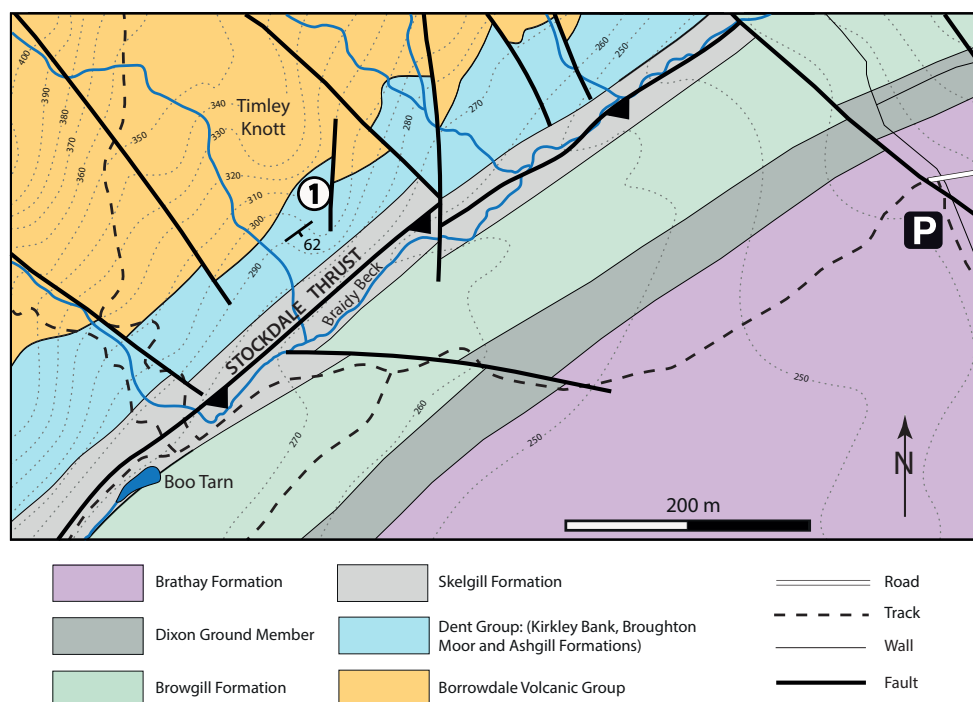 400
390
380
370
360
350
340
330
320
310
300
290
280
270
260
250
Timley
Knott
1
62
STOCKDALE THRUST
Braidy Beck
Boo Tarn
270
260
250
250
P
N
200 m
Brathay Formation
Dixon Ground Member
Browgill Formation
Skelgill Formation
Dent Group: (Kirkley Bank, Broughton
Moor and Ashgill Formations)
Borrowdale Volcanic Group
Road
Track
Wall
Fault